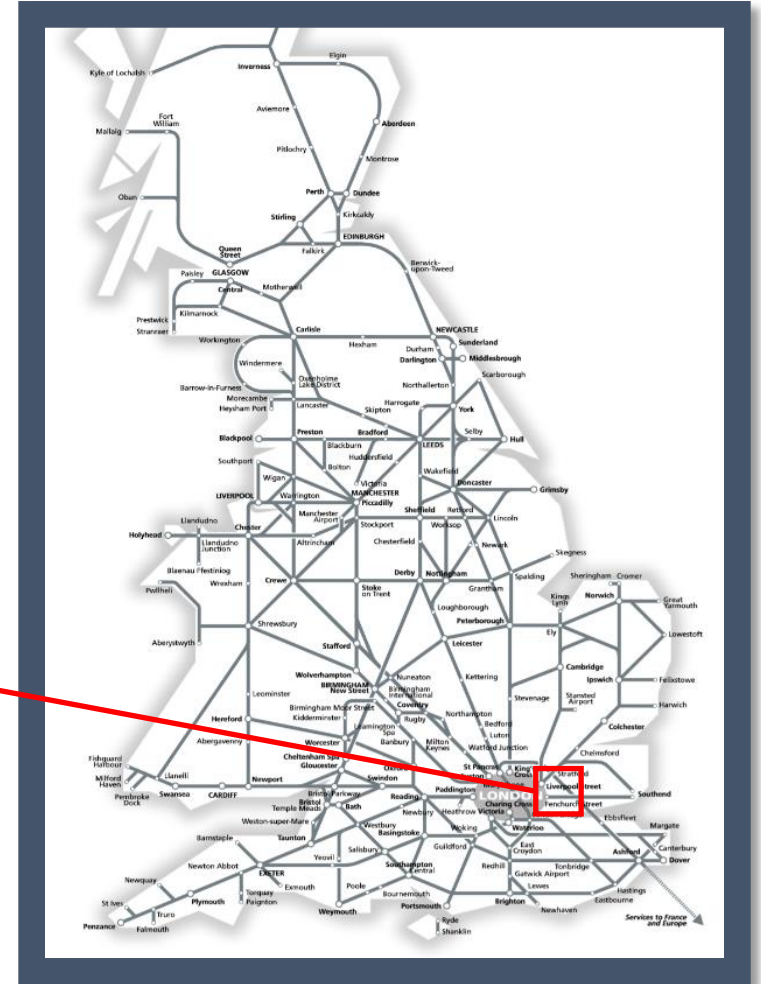 Elgin
Inverness
Kyle of Lochalsh
Aviemore
Fort
William
Aberdeen
Mallaig
Pitlochry
Montrose
Perth
Dundee
Oban
Kirkcaldy
Stirling
EDINBURGH
Queen
Street
Falkirk
Berwick-
upon-Tweed
Paisley
GLASGOW
Central
Motherwell
Prestwick
Kilmarnock
Stranraer
Carlisle
NEWCASTLE
Workington
Hexham
Sunderland
Durham
Darlington
Middlesbrough
Windermere
Scarborough
Oxenholme
Lake District
Northallerton
Barrow-in-Furness
Morecambe
Heysham Port
Lancaster
Harrogate
York
Skipton
Blackpool
Preston
Bradford
LEEDS
Selby
Hull
Blackburn
Huddersfield
Southport
Bolton
Wakefield
Wigan
Victoria
MANCHESTER
Piccadilly
Doncaster
Grimsby
LIVERPOOL
Warrington
Manchester
Airport
Sheffield
Retford
Lincoln
Llandudno
Stockport
Worksop
Holyhead
Chester
Llandudno
Junction
Altrincham
Chesterfield
Newark
Skegness
Blaenau Ffestiniog
Wrexham
Crewe
Stoke
on Trent
Derby
Nottingham
Grantham
Spalding
Sheringham
Cromer
Pwllheli
Kings
Lynn
Norwich
Great
Yarmouth
Loughborough
Peterborough
Shrewsbury
Ely
Lowestoft
Aberystwyth
Stafford
Leicester
Wolverhampton
Cambridge
BIRMINGHAM
New Street
Nuneaton
Kettering
Ipswich
Felixstowe
Birmingham
International
Leominster
Stevenage
Stansted
Airport
Birmingham Moor Street
Coventry
Harwich
Kidderminster
Rugby
Northampton
Hereford
Leamington
Spa
Bedford
Colchester
Worcester
Banbury
Milton
Keynes
Luton
Abergavenny
Cheltenham Spa
Watford Junction
Chelmsford
Fishguard
Harbour
Gloucester
Oxford
St Pancras
King's
Cross
Stratford
Milford
Haven
Llanelli
Newport
Swindon
Euston
Liverpool Street
Pembroke
Dock
Swansea
CARDIFF
Bristol Parkway
Reading
Paddington
LONDON
Southend
Bristol
Temple Meads
Bath
Newbury
Heathrow
Victoria
Charing Cross
Fenchurch Street
Weston-super-Mare
Westbury
Basingstoke
Woking
Waterloo
Ebbsfleet
Margate
Barnstaple
Taunton
Salisbury
Guildford
East
Croydon
Canterbury
Newton Abbot
Yeovil
Southampton
Central
Redhill
Tonbridge
Ashford
Dover
EXETER
Gatwick Airport
Newquay
Exmouth
Poole
Lewes
Hastings
Torquay
Paignton
Bournemouth
Eastbourne
St Ives
Plymouth
Weymouth
Portsmouth
Brighton
Newhaven
Truro
Ryde
Services to France
and Europe
Penzance
Falmouth
Shanklin